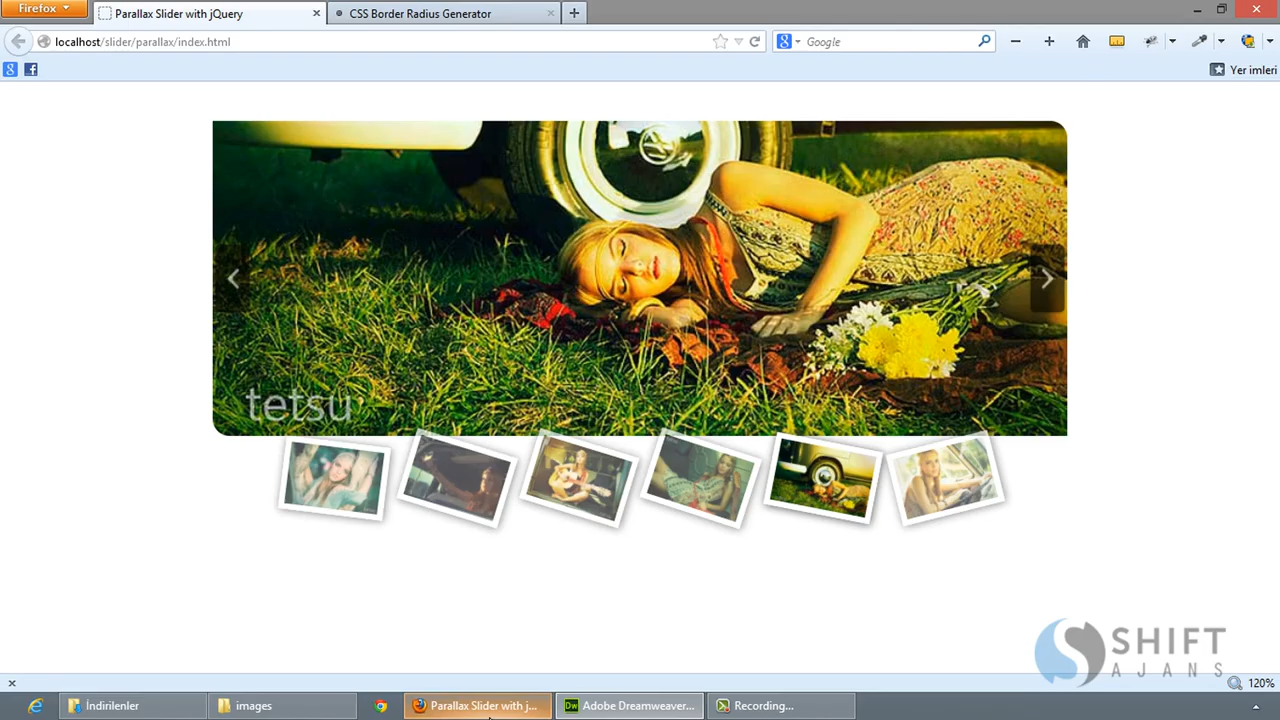 Firefox
Parallax Slider with jQuery
CSS Border Radius Generator
localhost/slider/parallax/index.html
Google
Yer imleri
tetsu
SHIFT
AJANS
120%
İndirilenler
images
Parallax Slider with j...
Adobe Dreamweaver...
Recording...